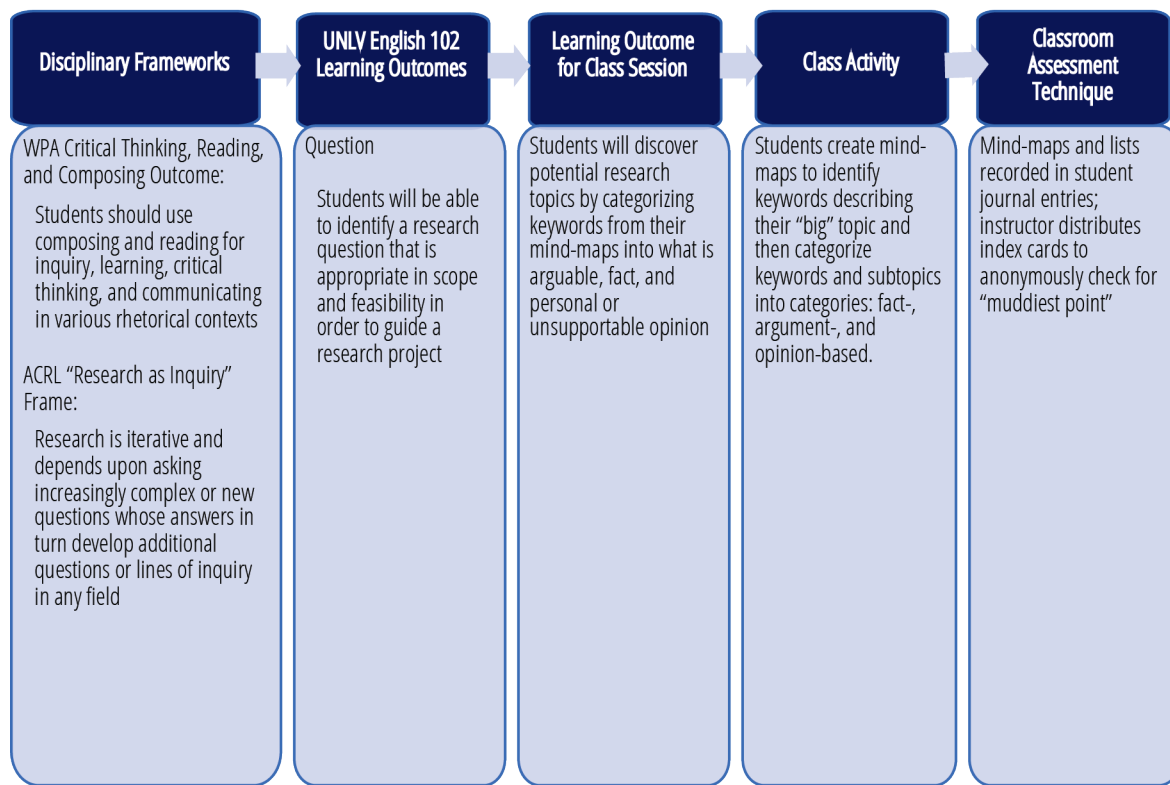 Disciplinary Frameworks
UNLV English 102
Learning Outcomes
Learning Outcome
for Class Session
Class Activity
Classroom
Assessment
Technique
WPA Critical Thinking, Reading,
and Composing Outcome:
Students should use
composing and reading for
inquiry, learning, critical
thinking, and communicating
in various rhetorical contexts
ACRL “Research as Inquiry”
Frame:
Research is iterative and
depends upon asking
increasingly complex or new
questions whose answers in
turn develop additional
questions or lines of inquiry
in any field
Question
Students will be able
to identify a research
question that is
appropriate in scope
and feasibility in
order to guide a
research project
Students will discover
potential research
topics by categorizing
keywords from their
mind-maps into what is
arguable, fact, and
personal or
unsupportable opinion
Students create mind-
maps to identify
keywords describing
their “big” topic and
then categorize
keywords and subtopics
into categories: fact-,
argument-, and
opinion-based.
Mind-maps and lists
recorded in student
journal entries;
instructor distributes
index cards to
anonymously check for
“muddiest point”